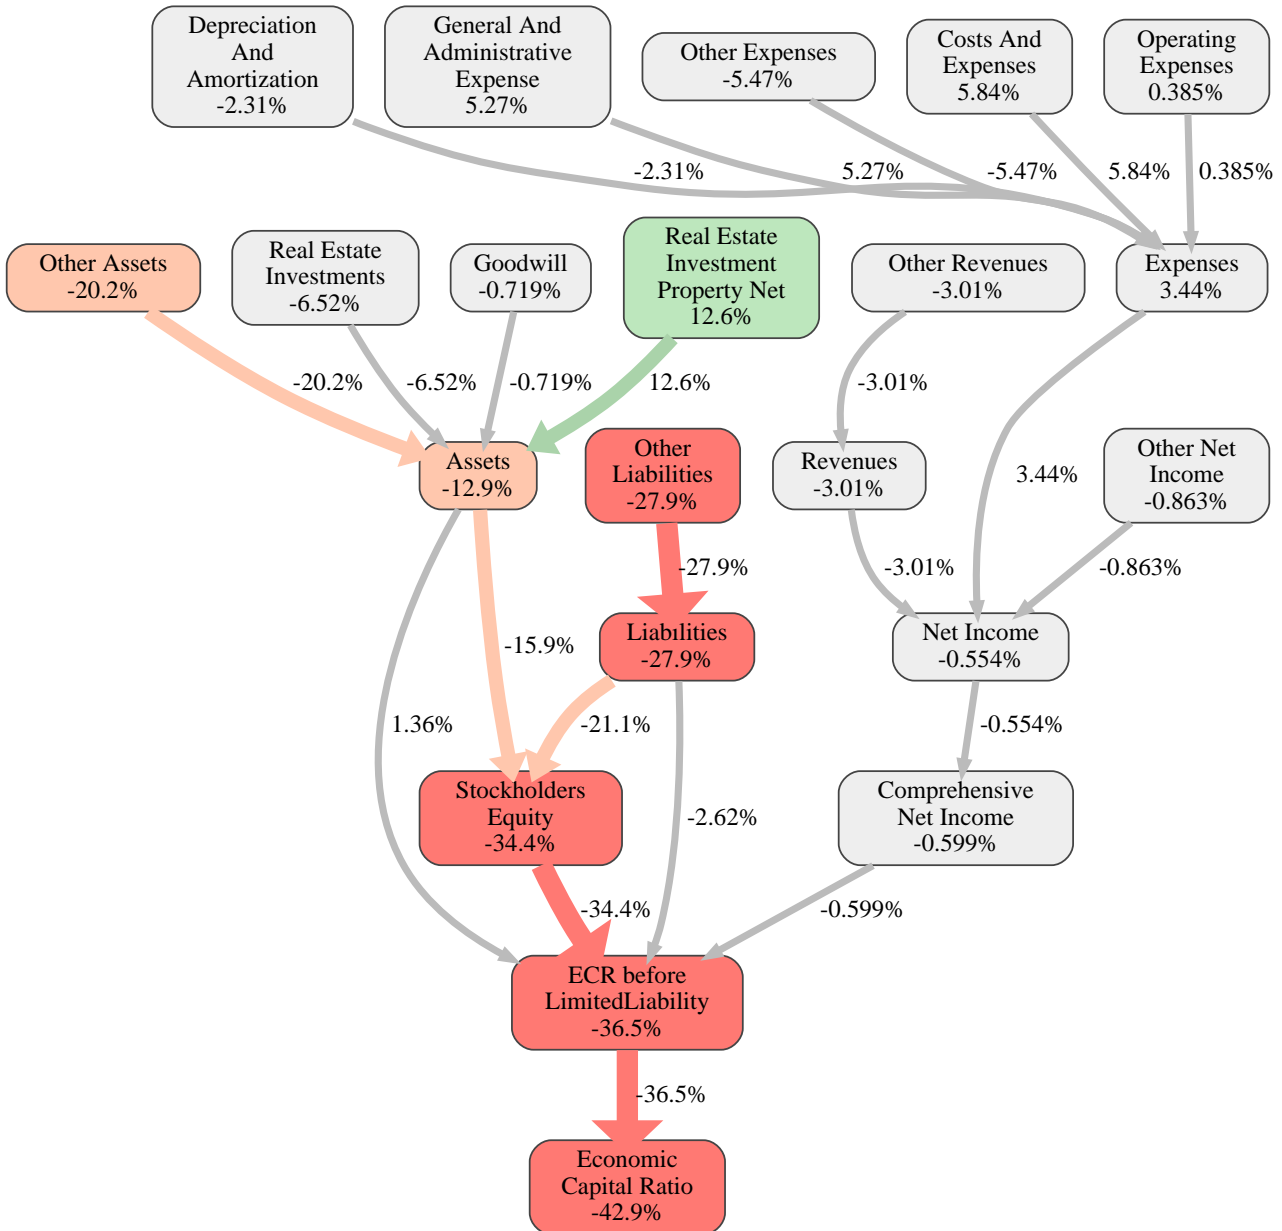 Depreciation
And
Amortization
-2.31%
General And
Administrative
Expense
5.27%
Other Expenses
-5.47%
Costs And
Expenses
5.84%
Operating
Expenses
0.385%
-2.31%
5.27%
-5.47%
5.84%
0.385%
Other Assets
-20.2%
Real Estate
Investments
-6.52%
Goodwill
-0.719%
Real Estate
Investment
Property Net
12.6%
Other Revenues
-3.01%
Expenses
3.44%
-20.2%
-6.52%
-0.719%
12.6%
-3.01%
Assets
-12.9%
Other
Liabilities
-27.9%
Revenues
-3.01%
3.44%
Other Net
Income
-0.863%
-27.9%
-3.01%
-0.863%
-15.9%
Liabilities
-27.9%
Net Income
-0.554%
1.36%
-21.1%
-0.554%
Stockholders
Equity
-34.4%
-2.62%
Comprehensive
Net Income
-0.599%
-34.4%
-0.599%
ECR before
LimitedLiability
-36.5%
-36.5%
Economic
Capital Ratio
-42.9%